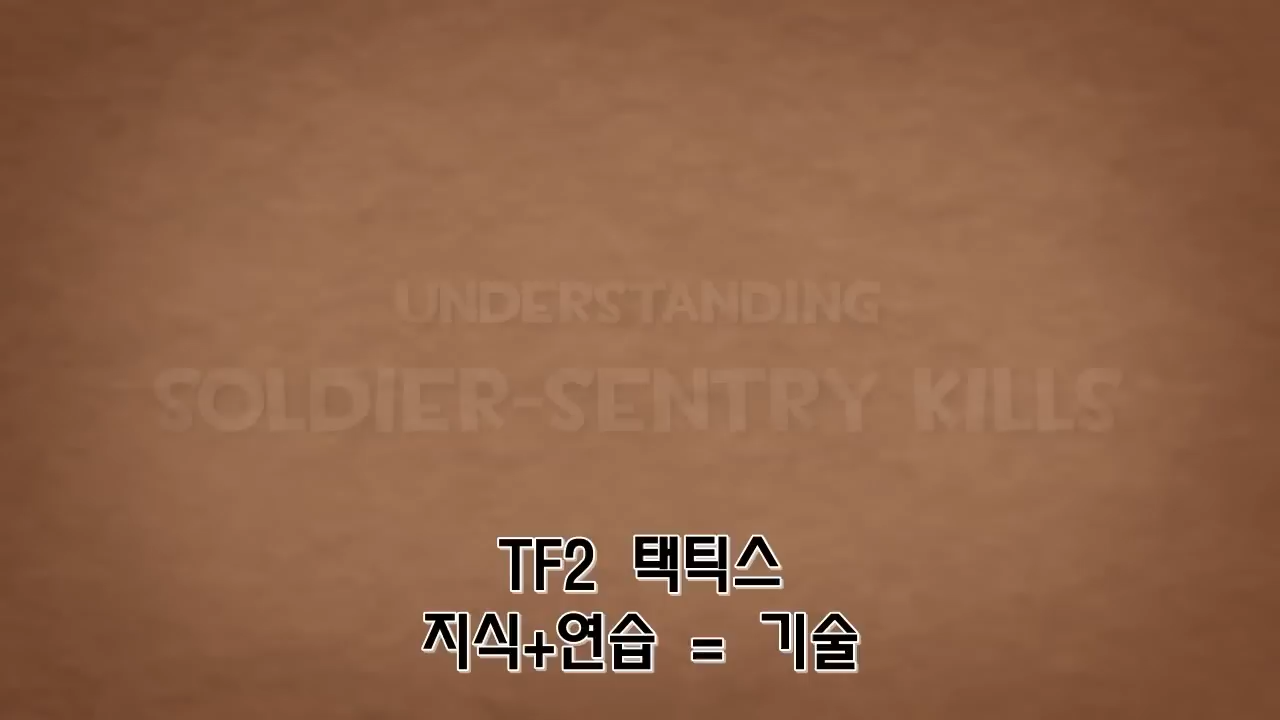 UNDERSTANDING
SOLDIER-SENTRY KILLS
TF2 택틱스
지식+연습 = 기술